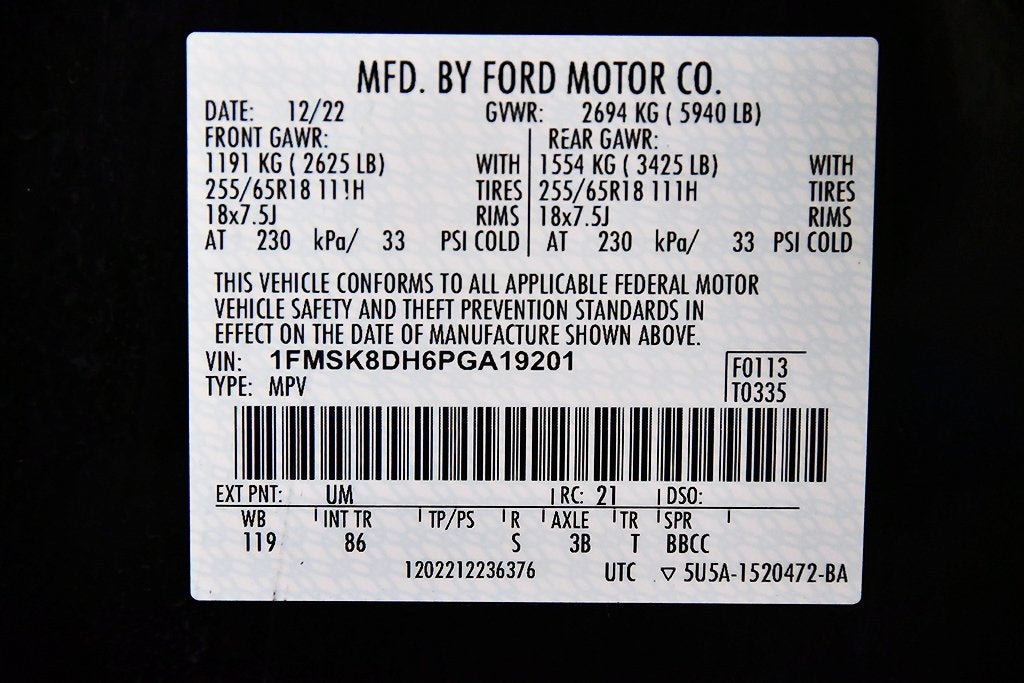 MFD. BY FORD MOTOR CO.
DATE: 12/22 GVWR: 2694 KG ( 5940 LB)
FRONT GAWR: REAR GAWR:
1191 KG ( 2625 LB) WITH 1554 KG ( 3425 LB) WITH
255/65R18 111H TIRES 255/65R18 111H TIRES
18x7.5J RIMS 18x7.5J RIMS
AT 230 kPa/ 33 PSI COLD AT 230 kPa/ 33 PSI COLD
THIS VEHICLE CONFORMS TO ALL APPLICABLE FEDERAL MOTOR
VEHICLE SAFETY AND THEFT PREVENTION STANDARDS IN
EFFECT ON THE DATE OF MANUFACTURE SHOWN ABOVE.
VIN: 1FMSK8DH6PGA19201 F0113
TYPE: MPV T0335
EXT PNT: UM RC: 21 DSO:
WB INT TR TP/PS R AXLE TR SPR
119 86 S 3B T BBCC
1202212236376 UTC ▽ 5U5A-1520472-BA